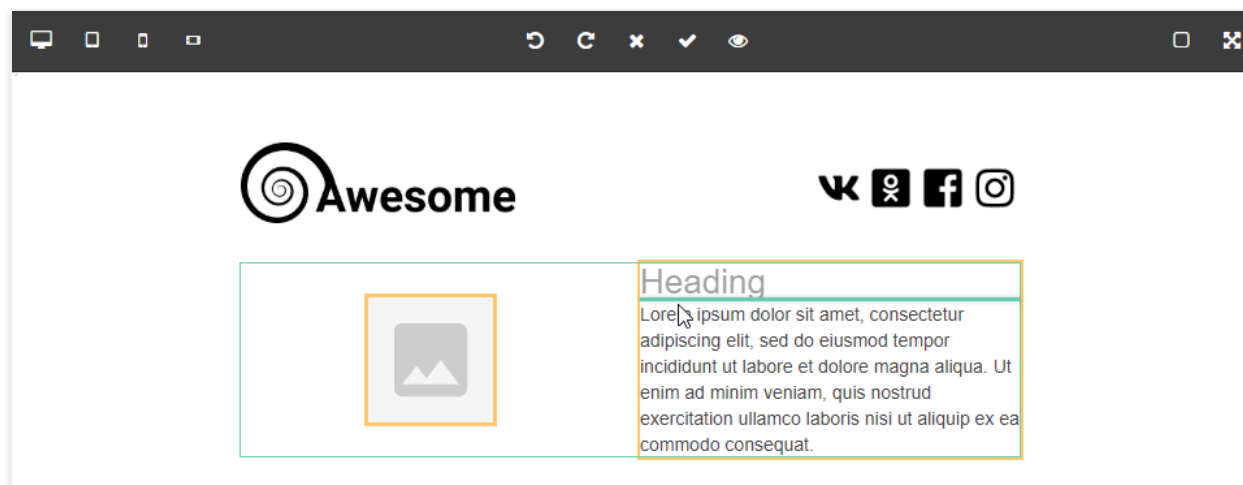 Awesome
Heading
Lorem ipsum dolor sit amet, consectetur
adipiscing elit, sed do eiusmod tempor
incididunt ut labore et dolore magna aliqua. Ut
enim ad minim veniam, quis nostrud
exercitation ullamco laboris nisi ut aliquip ex ea
commodo consequat.